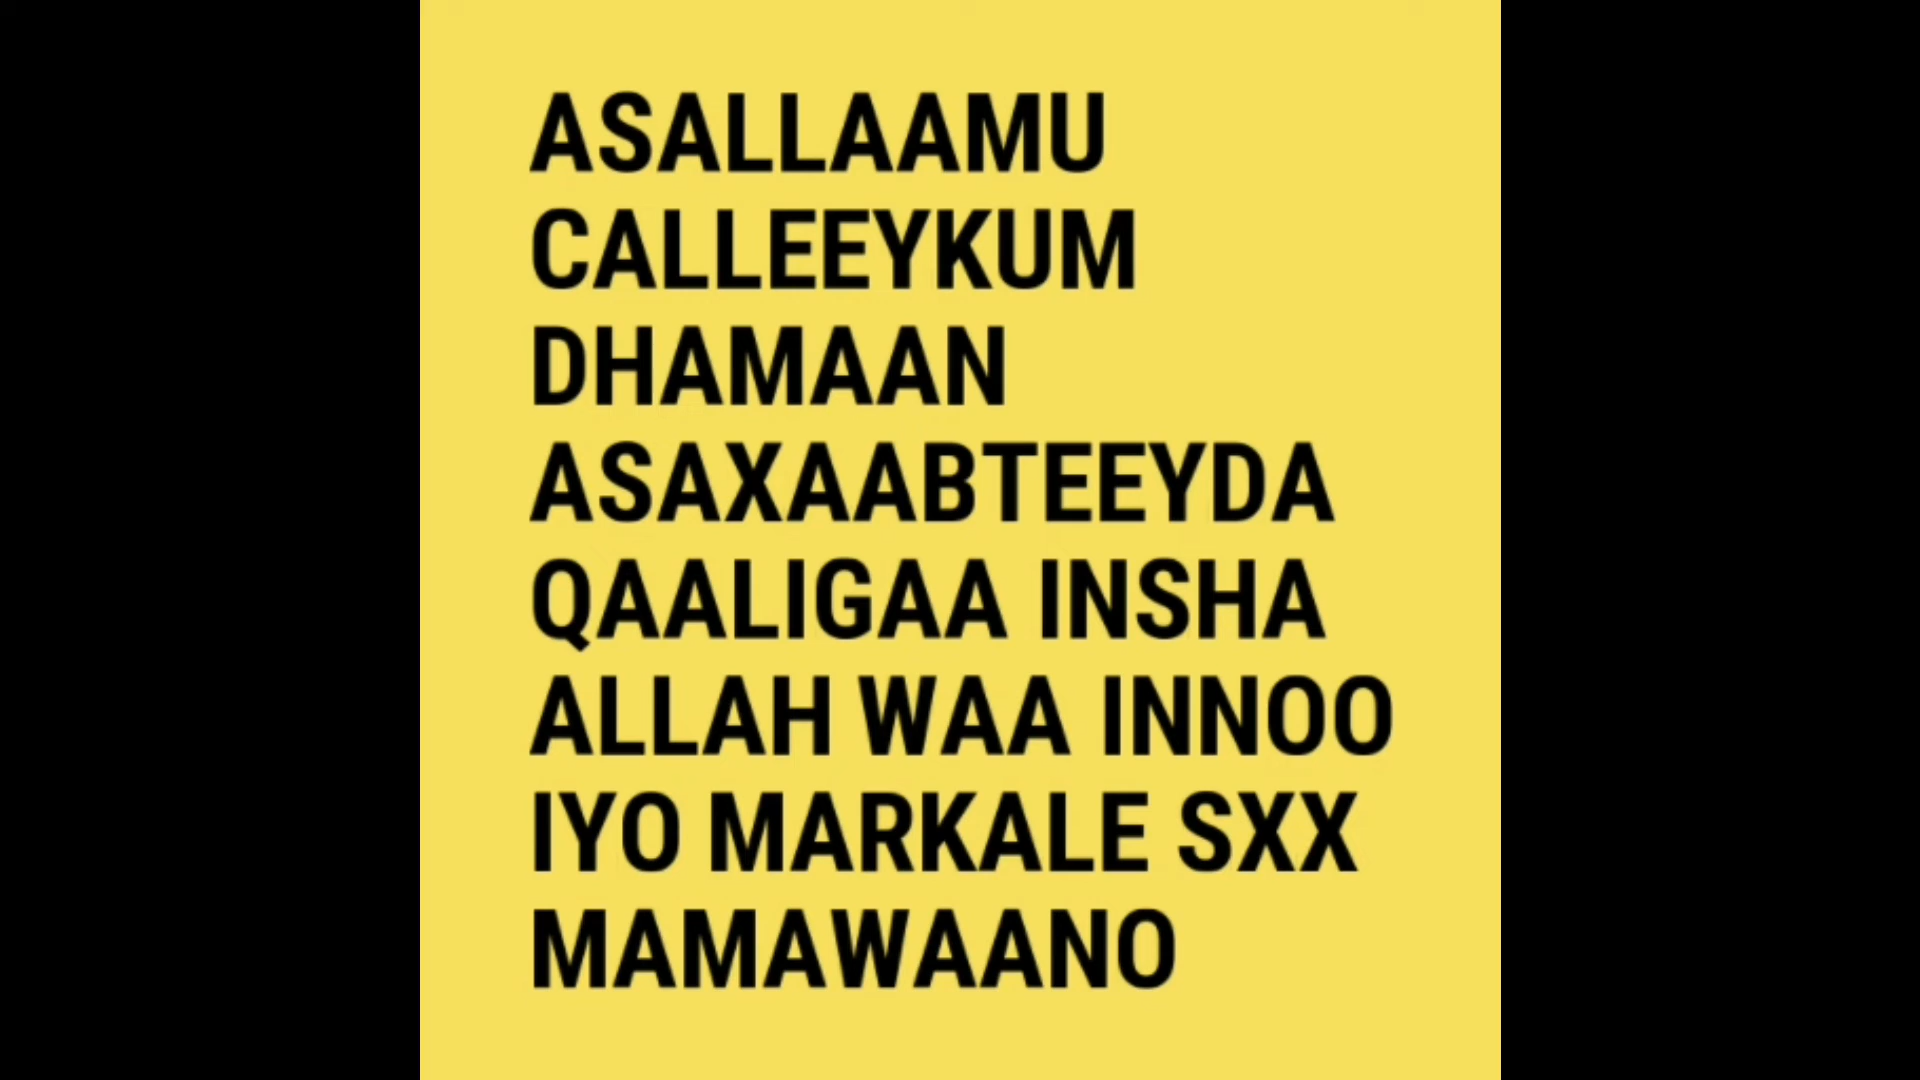 ASALLAAMU
CALLEEYKUM
DHAMAAN
ASAXAABTEEYDA
QAALIGAA INSHA
ALLAH WAA INNOO
IYO MARKALE SXX
MAMAWAANO